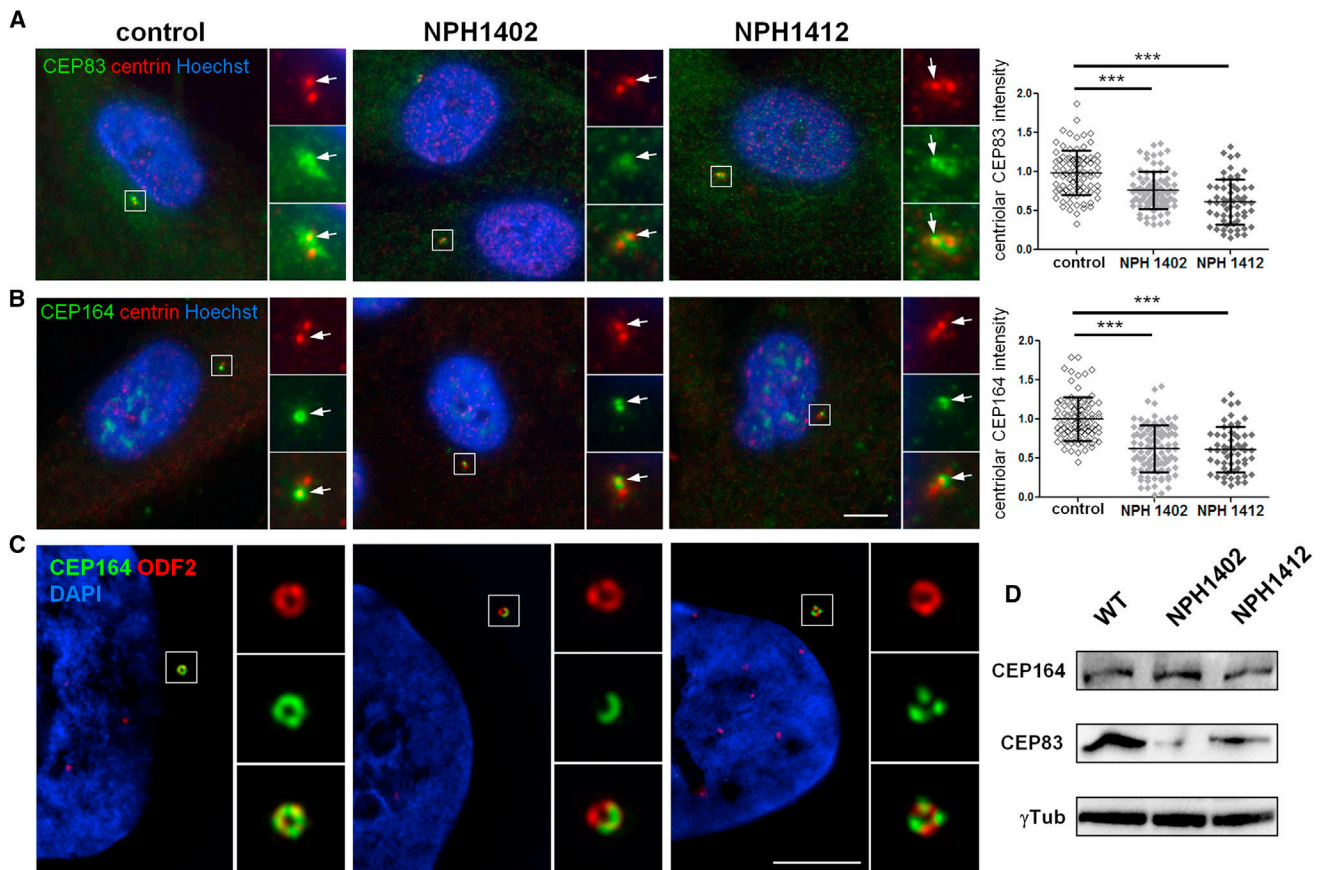 A
control
NPH1402
NPH1412
CEP83 centrin Hoechst
***
***
centriolar CEP83 intensity
2.0
1.5
1.0
0.5
0.0
control
NPH 1402
NPH 1412
B
CEP164 centrin Hoechst
***
***
centriolar CEP164 intensity
2.0
1.5
1.0
0.5
0.0
control
NPH 1402
NPH 1412
C
CEP164 ODF2
DAPI
D
WT
NPH1402
NPH1412
CEP164
CEP83
γTub